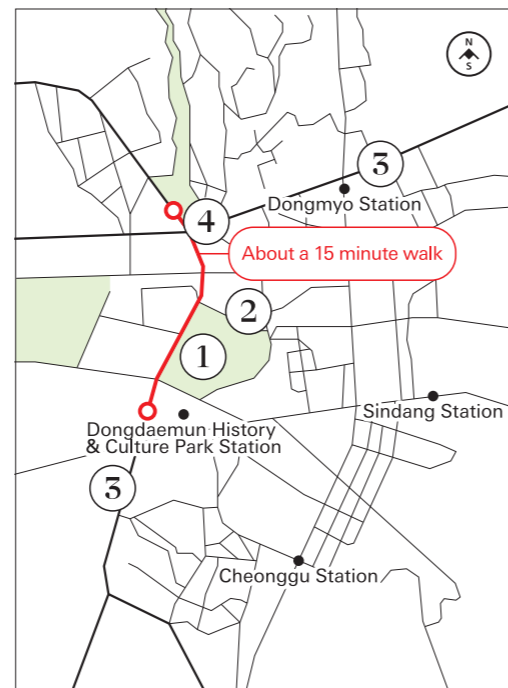 N
S
3
Dongmyo Station
4
About a 15 minute walk
2
1
Sindang Station
Dongdaemun History
& Culture Park Station
3
Cheonggu Station